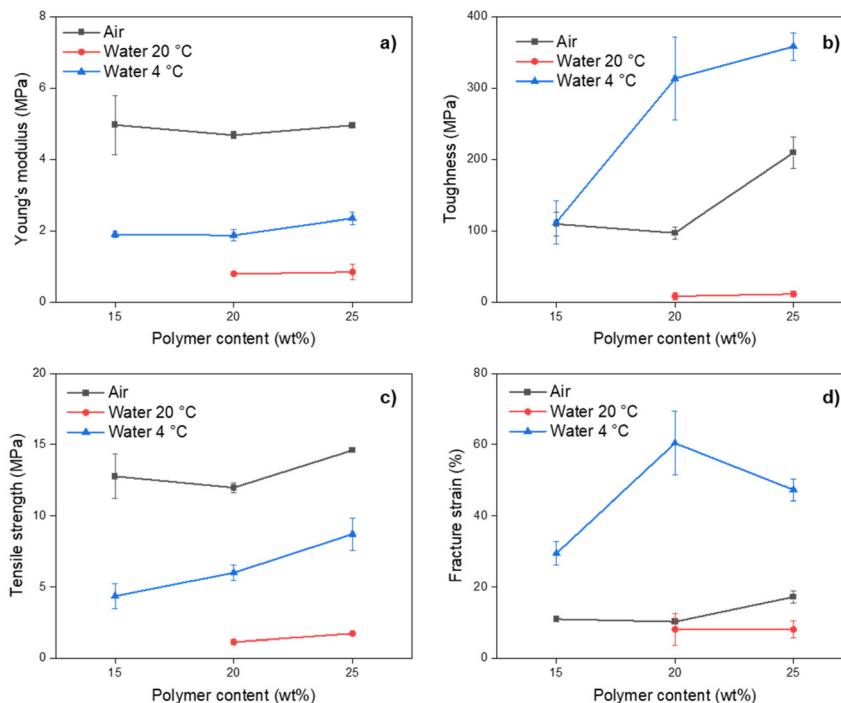 8
6
4
2
0
Young's modulus (MPa)
Air
Water 20 °C
Water 4 °C
a)
15
20
25
Polymer content (wt%)
400
300
200
100
0
Toughness (MPa)
Air
Water 20 °C
Water 4 °C
b)
15
20
25
Polymer content (wt%)
20
15
10
5
0
Tensile strength (MPa)
Air
Water 20 °C
Water 4 °C
c)
15
20
25
Polymer content (wt%)
80
60
40
20
0
Fracture strain (%)
Air
Water 20 °C
Water 4 °C
d)
15
20
25
Polymer content (wt%)